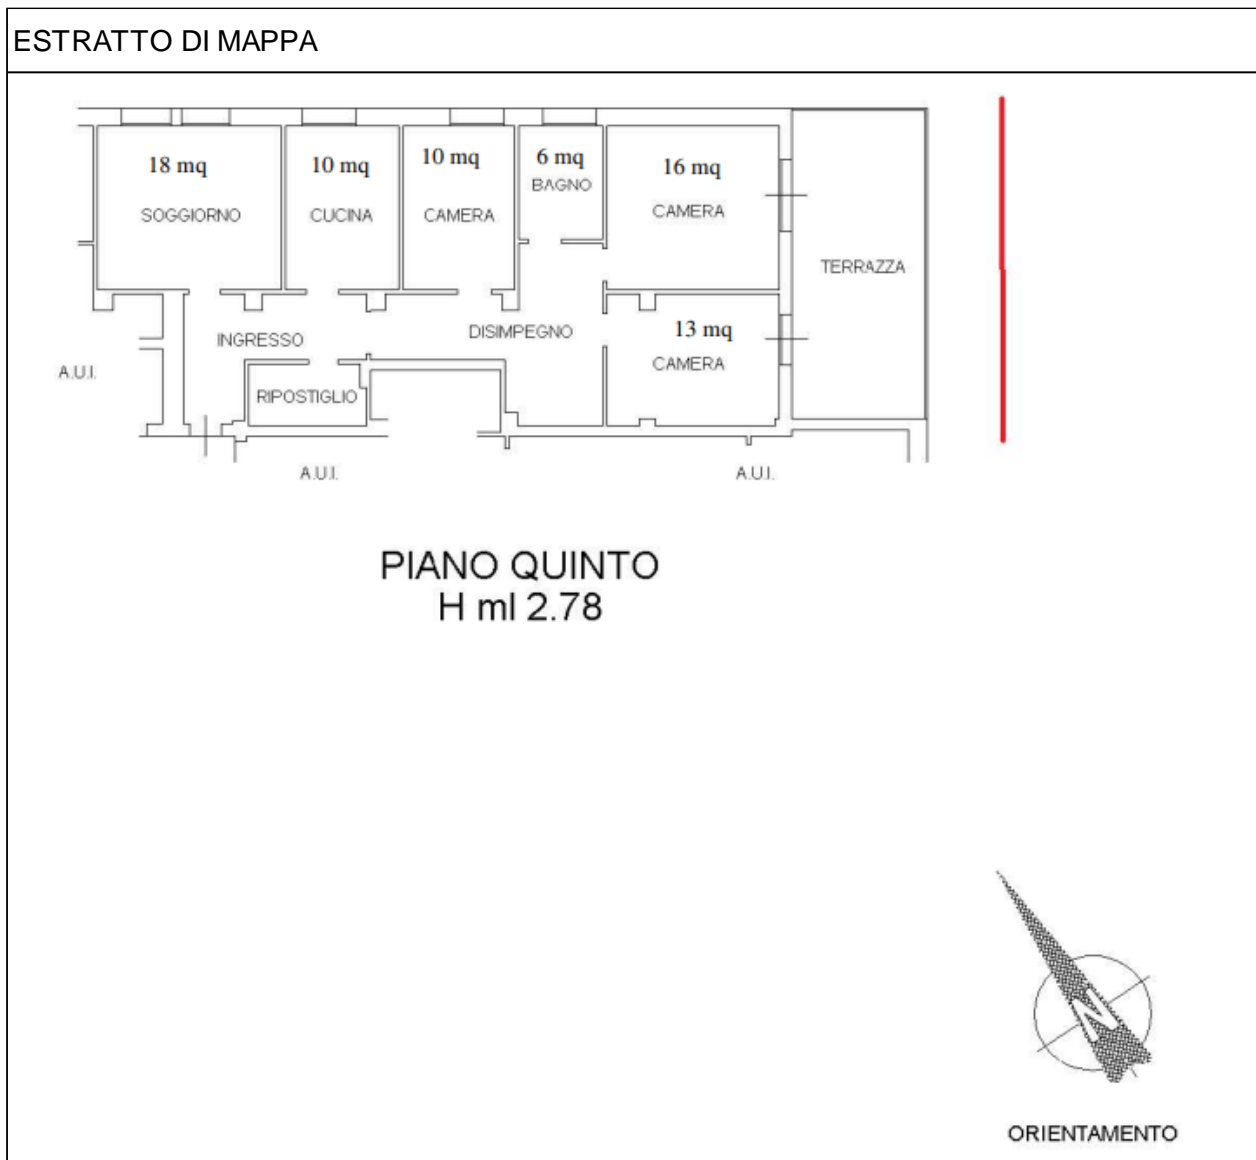 ESTRATTO DI MAPPA
18 mq
10 mq
10 mq
6 mq
16 mq
SOGGIORNO
CUCINA
CAMERA
BAGNO
CAMERA
TERRAZZA
INGRESSO
DISIMPEGNO
13 mq
CAMERA
A.U.I.
RIPOSTIGLIO
A.U.I.
A.U.I.
PIANO QUINTO
H ml 2.78
N
ORIENTAMENTO